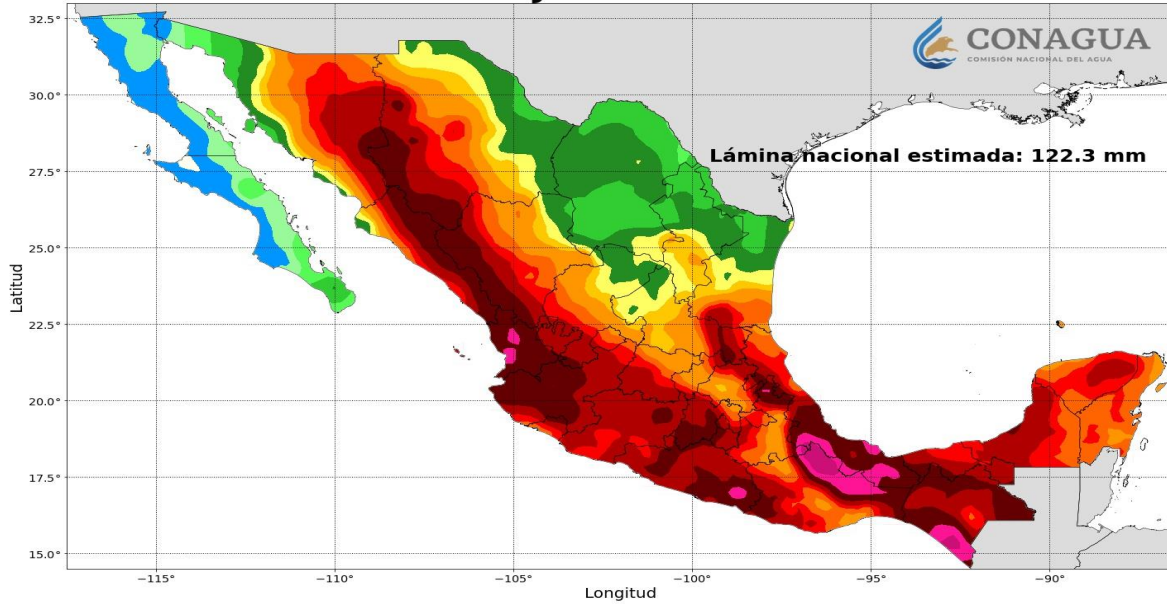 CONAGUA
COMISIÓN NACIONAL DEL AGUA
Lámina nacional estimada: 122.3 mm
32.5°
30.0°
27.5°
25.0°
22.5°
20.0°
17.5°
15.0°
Latitud
−115°
−110°
−105°
−100°
−95°
−90°
Longitud